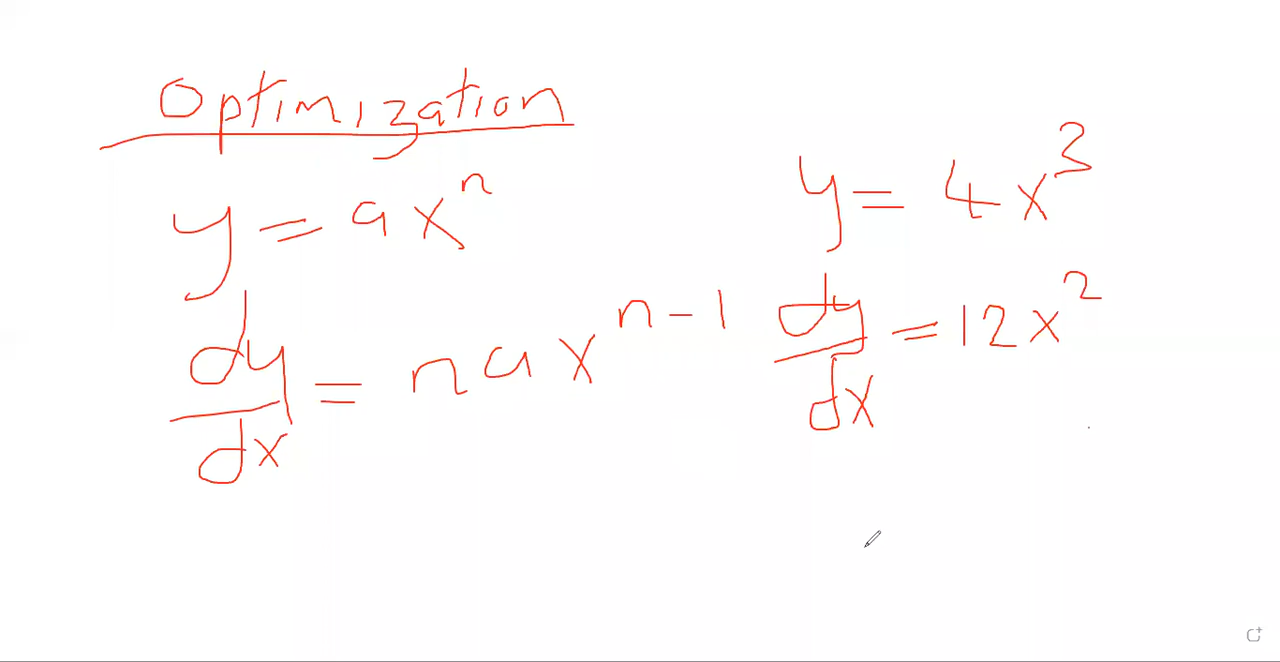 Optimization
y = ax^n
dy/dx = nax^(n-1)
y = 4x^3
dy/dx = 12x^2